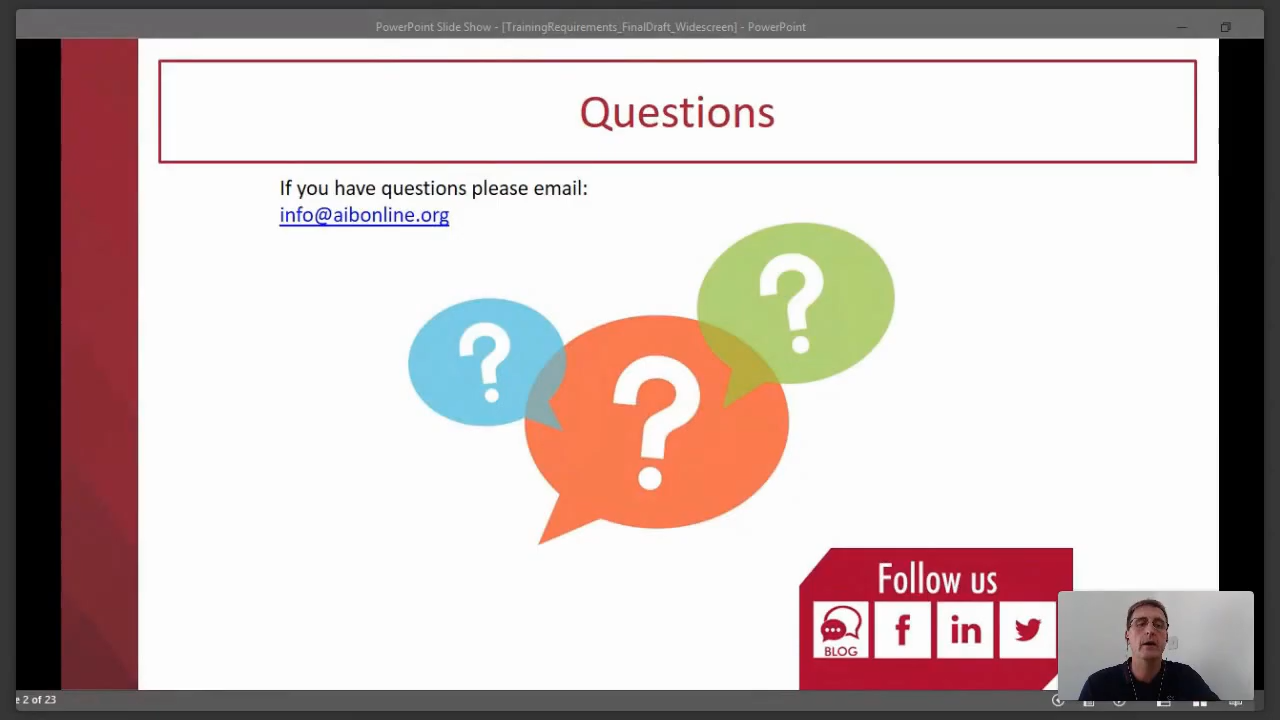 PowerPoint Slide Show - [TrainingRequirements_FinalDraft_Widescreen] - PowerPoint
Questions
If you have questions please email:
info@aibonline.org
? ? ?
Follow us
BLOG f in
e 2 of 23